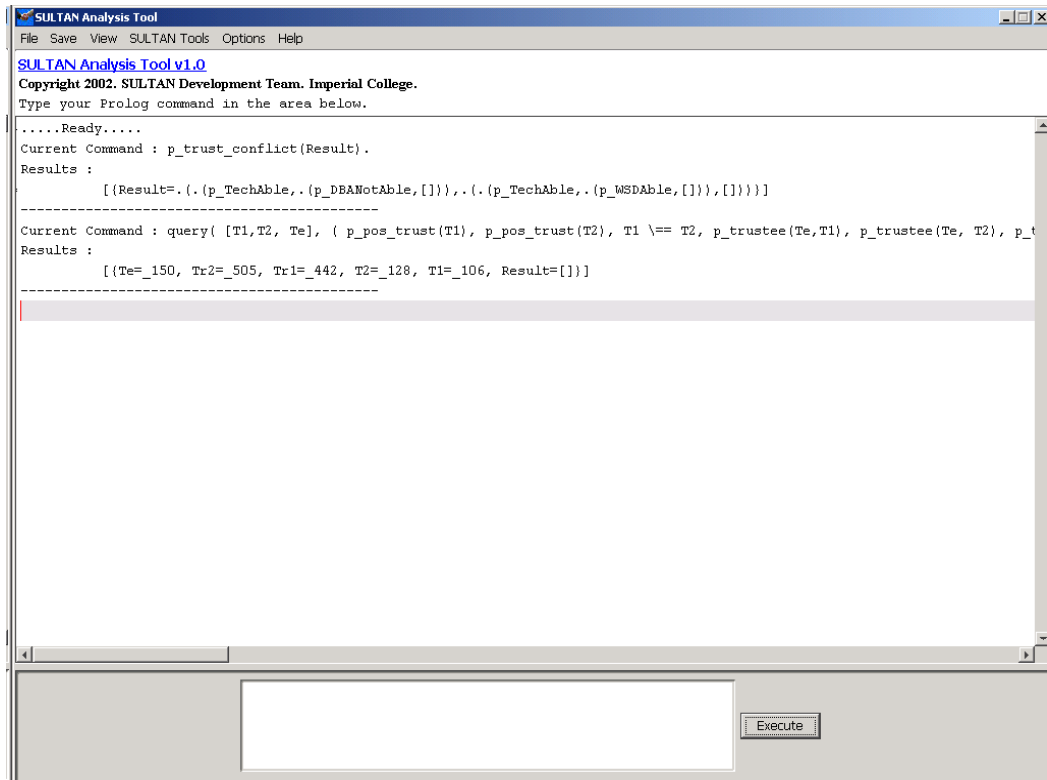 SULTAN Analysis Tool
File Save View SULTAN Tools Options Help
SULTAN Analysis Tool v1.0
Copyright 2002. SULTAN Development Team. Imperial College.
Type your Prolog command in the area below.
.....Ready.....
Current Command : p_trust_conflict(Result).
Results :
[{Result=.(.(p_TechAble,.(p_DBANotAble,[])),.(.(p_TechAble,.(p_WSDAble,[])),[]))}]
--------------------------------------------
Current Command : query( [T1,T2, Te], ( p_pos_trust(T1), p_pos_trust(T2), T1 \== T2, p_trustee(Te,T1), p_trustee(Te, T2), p_t
Results :
[{Te=_150, Tr2=_505, Tr1=_442, T2=_128, T1=_106, Result=[]}]
--------------------------------------------
Execute